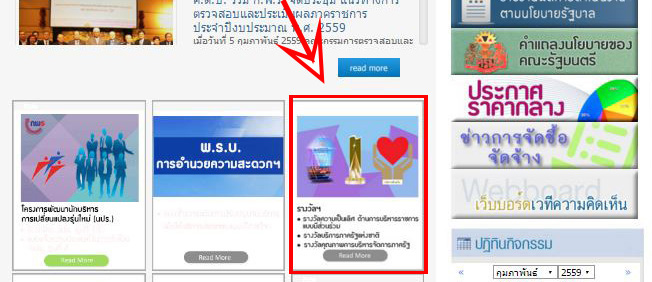 ตรวจสอบและประเมินผลภาคราชการ
ประจำปีงบประมาณ พ.ศ. 2559
เมื่อวันที่ 5 กุมภาพันธ์ 2559 คณะกรรมการตรวจสอบและ
read more
กพร
โครงการพัฒนานักบริหาร
การเปลี่ยนแปลงรุ่นใหม่ (นปร.)
Read More
พ.ร.บ.
การอำนวยความสะดวกฯ
Read More
รางวัลฯ
• รางวัลความเป็นเลิศ ด้านการบริหารราชการ
แบบมีส่วนร่วม
• รางวัลบริการภาครัฐแห่งชาติ
• รางวัลคุณภาพการบริหารจัดการภาครัฐ
Read More
ตามนโยบายรัฐบาล
คำแถลงนโยบายของ
คณะรัฐมนตรี
ประกาศ
ราคากลาง
ข่าวการจัดซื้อ
จัดจ้าง
Webboard
เว็บบอร์ดเวทีความคิดเห็น
ปฏิทินกิจกรรม
« กุมภาพันธ์ 2559 »